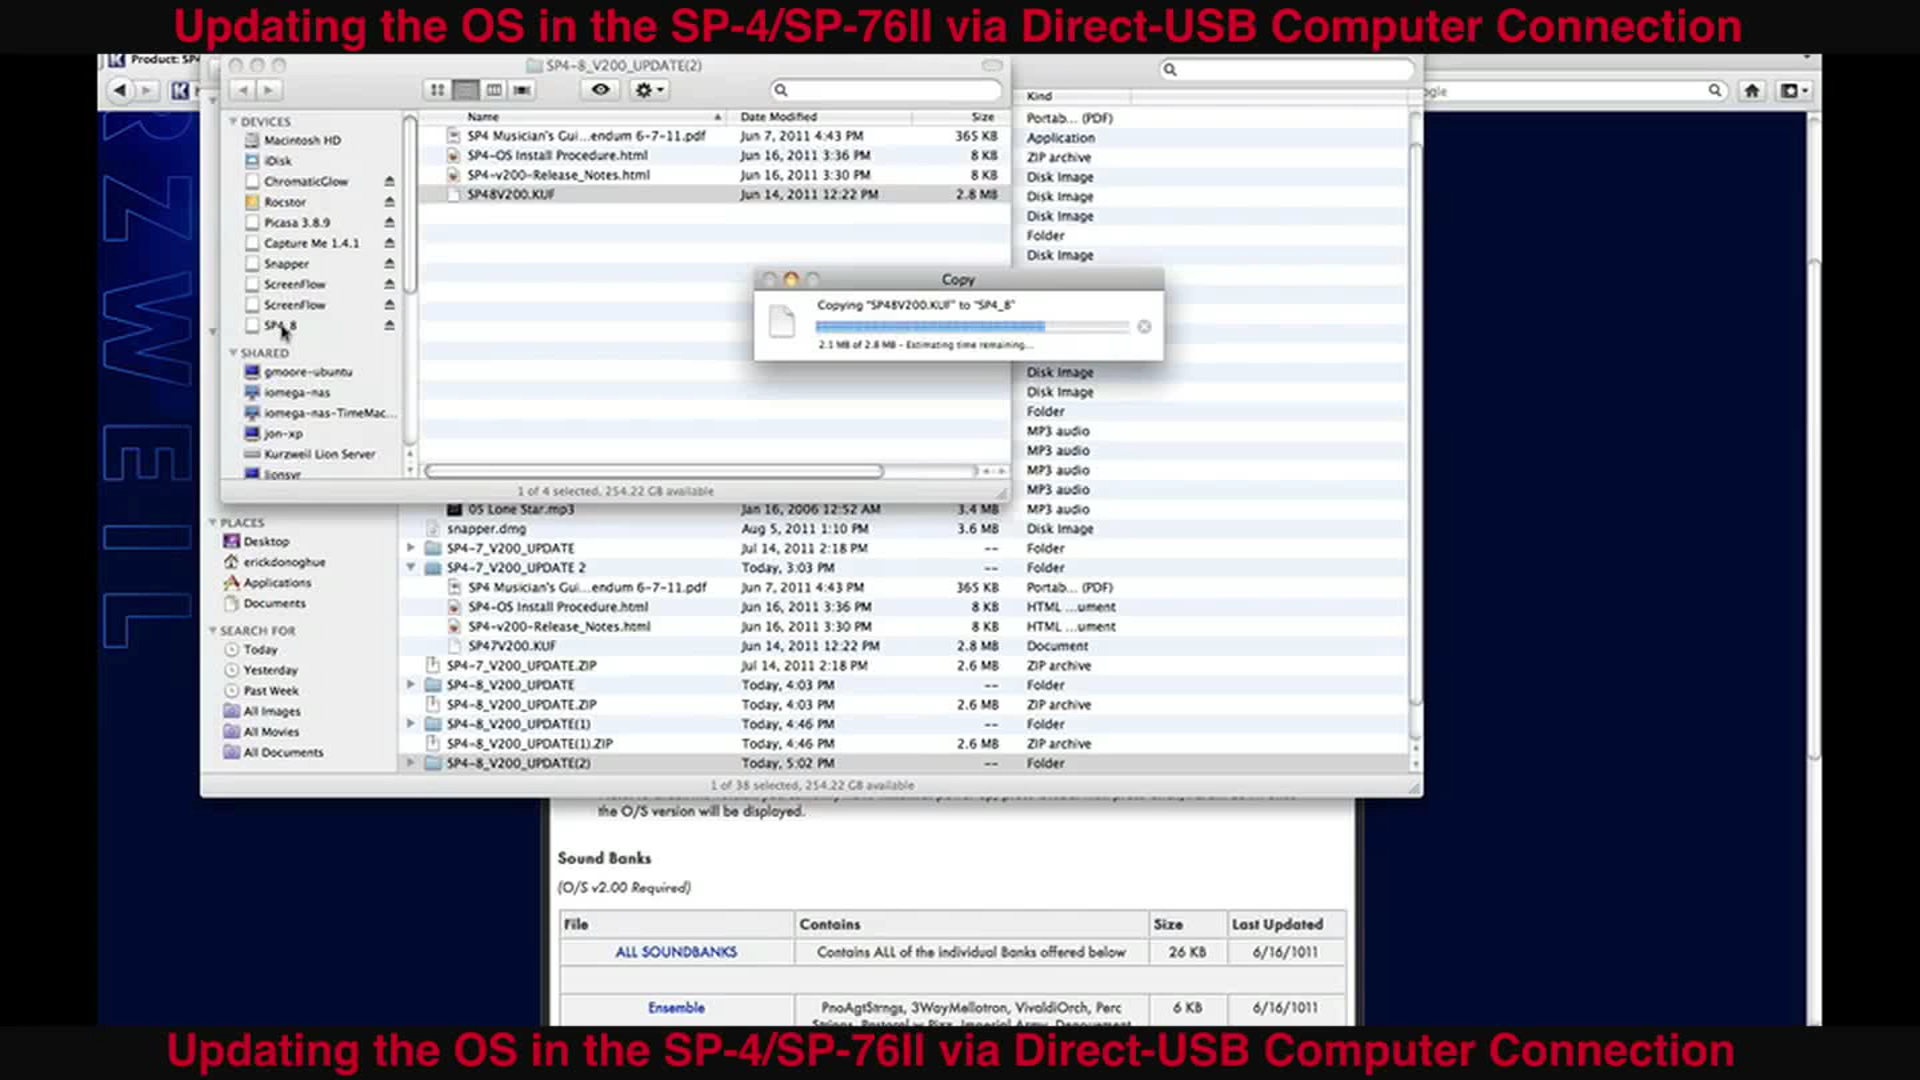 Updating the OS in the SP-4/SP-76II via Direct-USB Computer Connection
Product: SP4
SP4-8_V200_UPDATE(2)
Name Date Modified Size
SP4 Musician's Gui...endum 6-7-11.pdf Jun 7, 2011 4:43 PM 365 KB
SP4-OS Install Procedure.html Jun 16, 2011 3:36 PM 8 KB
SP4-v200-Release_Notes.html Jun 16, 2011 3:30 PM 8 KB
SP48V200.KUF Jun 14, 2011 12:22 PM 2.8 MB
DEVICES
Macintosh HD
iDisk
ChromaticGlow
Rocstor
Picasa 3.8.9
Capture Me 1.4.1
Snapper
ScreenFlow
ScreenFlow
SP4_8
SHARED
gmoore-ubuntu
iomega-nas
iomega-nas-TimeMac...
jon-xp
Kurzweil Lion Server
lionsvr
1 of 4 selected, 254.22 GB available
Copy
Copying "SP48V200.KUF" to "SP4_8"
2.1 MB of 2.8 MB - Estimating time remaining...
Kind
Portab... (PDF)
Application
ZIP archive
Disk Image
Disk Image
Disk Image
Folder
Disk Image
Disk Image
Disk Image
Folder
MP3 audio
MP3 audio
MP3 audio
MP3 audio
05 Lone Star.mp3 Jan 16, 2006 12:52 AM 3.4 MB MP3 audio
snapper.dmg Aug 5, 2011 1:10 PM 3.6 MB Disk Image
SP4-7_V200_UPDATE Jul 14, 2011 2:18 PM -- Folder
SP4-7_V200_UPDATE 2 Today, 3:03 PM -- Folder
SP4 Musician's Gui...endum 6-7-11.pdf Jun 7, 2011 4:43 PM 365 KB Portab... (PDF)
SP4-OS Install Procedure.html Jun 16, 2011 3:36 PM 8 KB HTML ...ument
SP4-v200-Release_Notes.html Jun 16, 2011 3:30 PM 8 KB HTML ...ument
SP47V200.KUF Jun 14, 2011 12:22 PM 2.8 MB Document
SP4-7_V200_UPDATE.ZIP Jul 14, 2011 2:18 PM 2.6 MB ZIP archive
SP4-8_V200_UPDATE Today, 4:03 PM -- Folder
SP4-8_V200_UPDATE.ZIP Today, 4:03 PM 2.6 MB ZIP archive
SP4-8_V200_UPDATE(1) Today, 4:46 PM -- Folder
SP4-8_V200_UPDATE(1).ZIP Today, 4:46 PM 2.6 MB ZIP archive
SP4-8_V200_UPDATE(2) Today, 5:02 PM -- Folder
PLACES
Desktop
erickdonoghue
Applications
Documents
SEARCH FOR
Today
Yesterday
Past Week
All Images
All Movies
All Documents
1 of 38 selected, 254.22 GB available
RZWEIL
the O/S version will be displayed.
Sound Banks
(O/S v2.00 Required)
File Contains Size Last Updated
ALL SOUNDBANKS Contains ALL of the individual Banks offered below 26 KB 6/16/1011
Ensemble PnoAgtStrngs, 3WayMellotron, VivaldiOrch, Perc 6 KB 6/16/1011
Updating the OS in the SP-4/SP-76II via Direct-USB Computer Connection